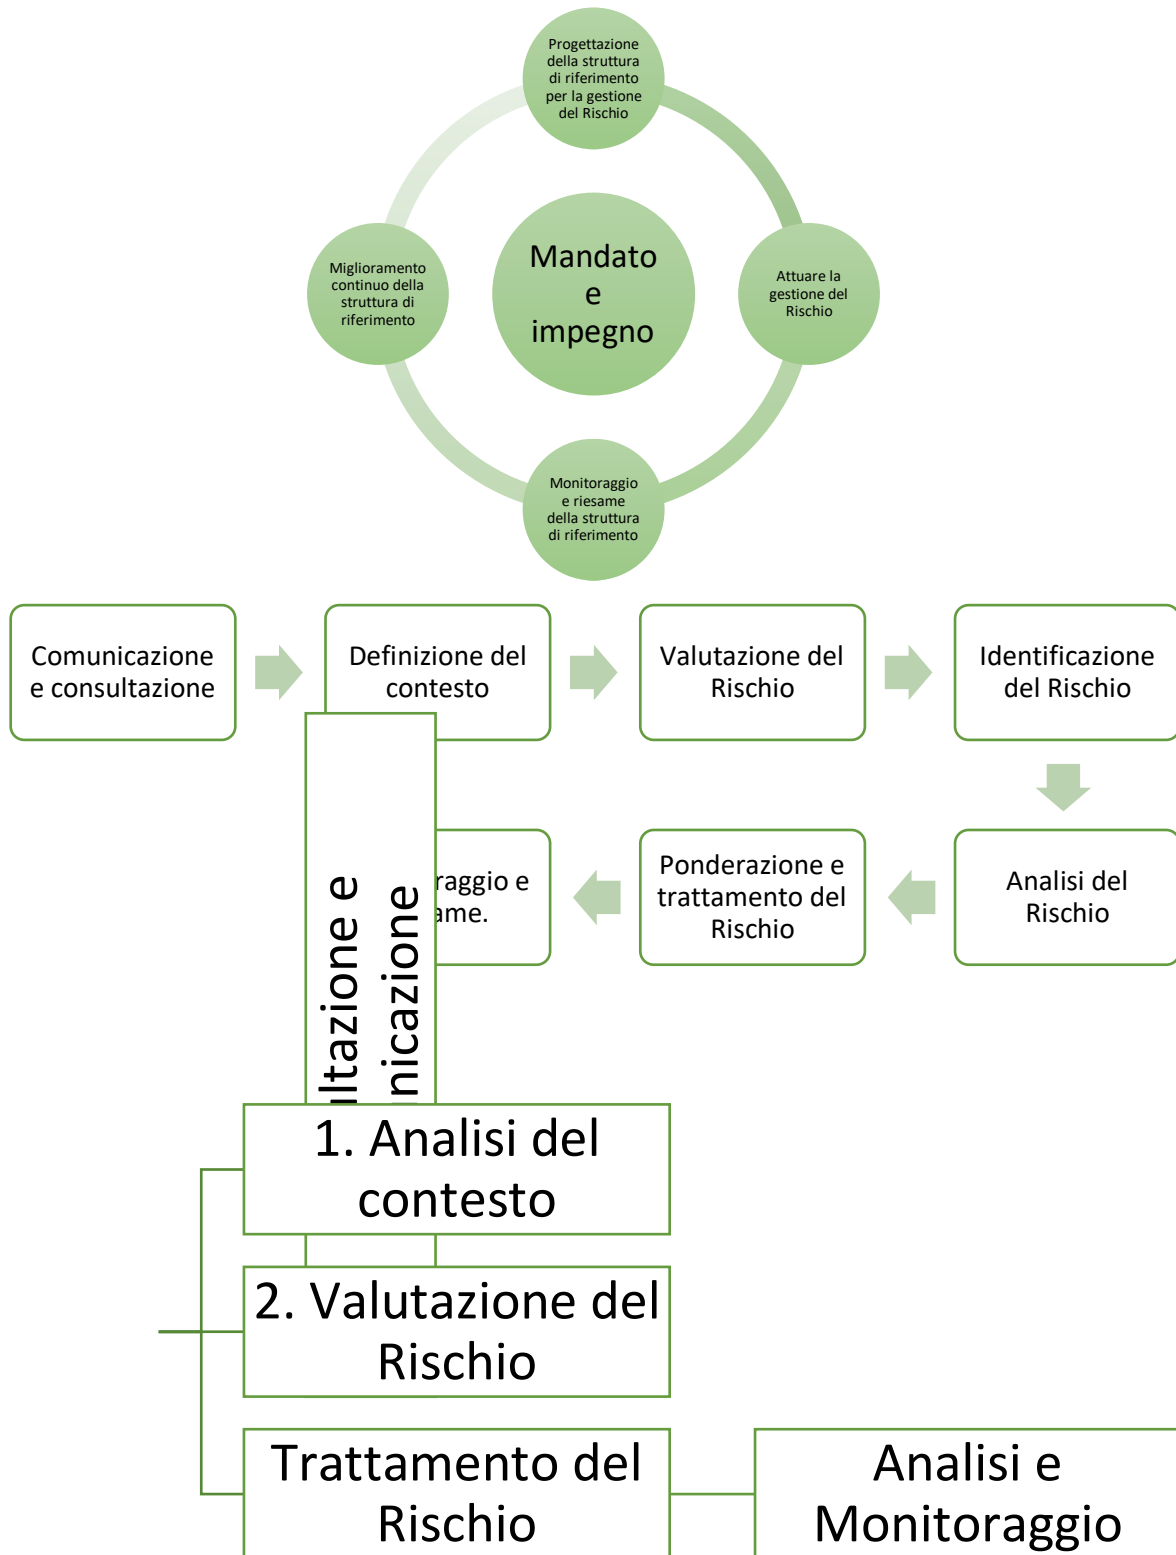 Progettazione
della struttura
di riferimento
per la gestione
del Rischio
Mandato
e
impegno
Attuare la
gestione del
Rischio
Monitoraggio
e riesame
della struttura
di riferimento
Miglioramento
continuo della
struttura di
riferimento
Comunicazione
e consultazione
Definizione del
contesto
Valutazione del
Rischio
Identificazione
del Rischio
Analisi del
Rischio
Ponderazione e
trattamento del
Rischio
raggio e
ame.
ltazione e
nicazione
1. Analisi del
contesto
2. Valutazione del
Rischio
Trattamento del
Rischio
Analisi e
Monitoraggio